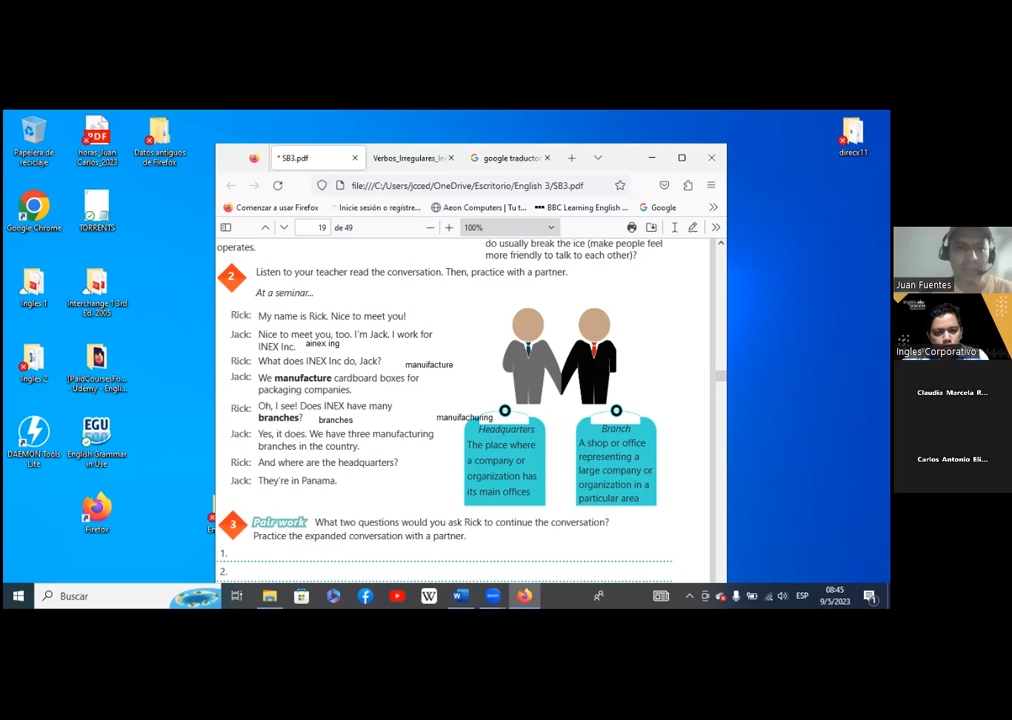 Papelera de
reciclaje
horas_Juan
Carlos_2023
Datos antiguos
de Firefox
direcx11
Google Chrome
TORRENTS
Ingles 1
Interchange 1 3rd
Ed. 2005
Ingles 2
[PaidCoursesFo...
Udemy - Engli...
DAEMON Tools
Lite
EGU
English Grammar
in Use
Firefox
* SB3.pdf
Verbos_Irregulares_In
google traductor
file:///C:/Users/jcced/OneDrive/Escritorio/English 3/SB3.pdf
Comenzar a usar Firefox
Inicie sesión o regístre...
Aeon Computers | Tu t...
BBC Learning English ...
Google
19
de 49
100%
operates.
do usually break the ice (make people feel
more friendly to talk to each other)?
2
Listen to your teacher read the conversation. Then, practice with a partner.
At a seminar...
Rick: My name is Rick. Nice to meet you!
Jack: Nice to meet you, too. I'm Jack. I work for
INEX Inc.
ainex ing
Rick: What does INEX Inc do, Jack?
manuifacture
Jack: We manufacture cardboard boxes for
packaging companies.
Rick: Oh, I see! Does INEX have many
branches?
branches
manuifachuring
Jack: Yes, it does. We have three manufacturing
branches in the country.
Rick: And where are the headquarters?
Jack: They're in Panama.
Headquarters
The place where
a company or
organization has
its main offices
Branch
A shop or office
representing a
large company or
organization in a
particular area
3
Pair work What two questions would you ask Rick to continue the conversation?
Practice the expanded conversation with a partner.
1.
2.
Buscar
ESP
08:45
9/5/2023
1
Juan Fuentes
Ingles Corporativo
Claudia Marcela R...
Carlos Antonio Eli...